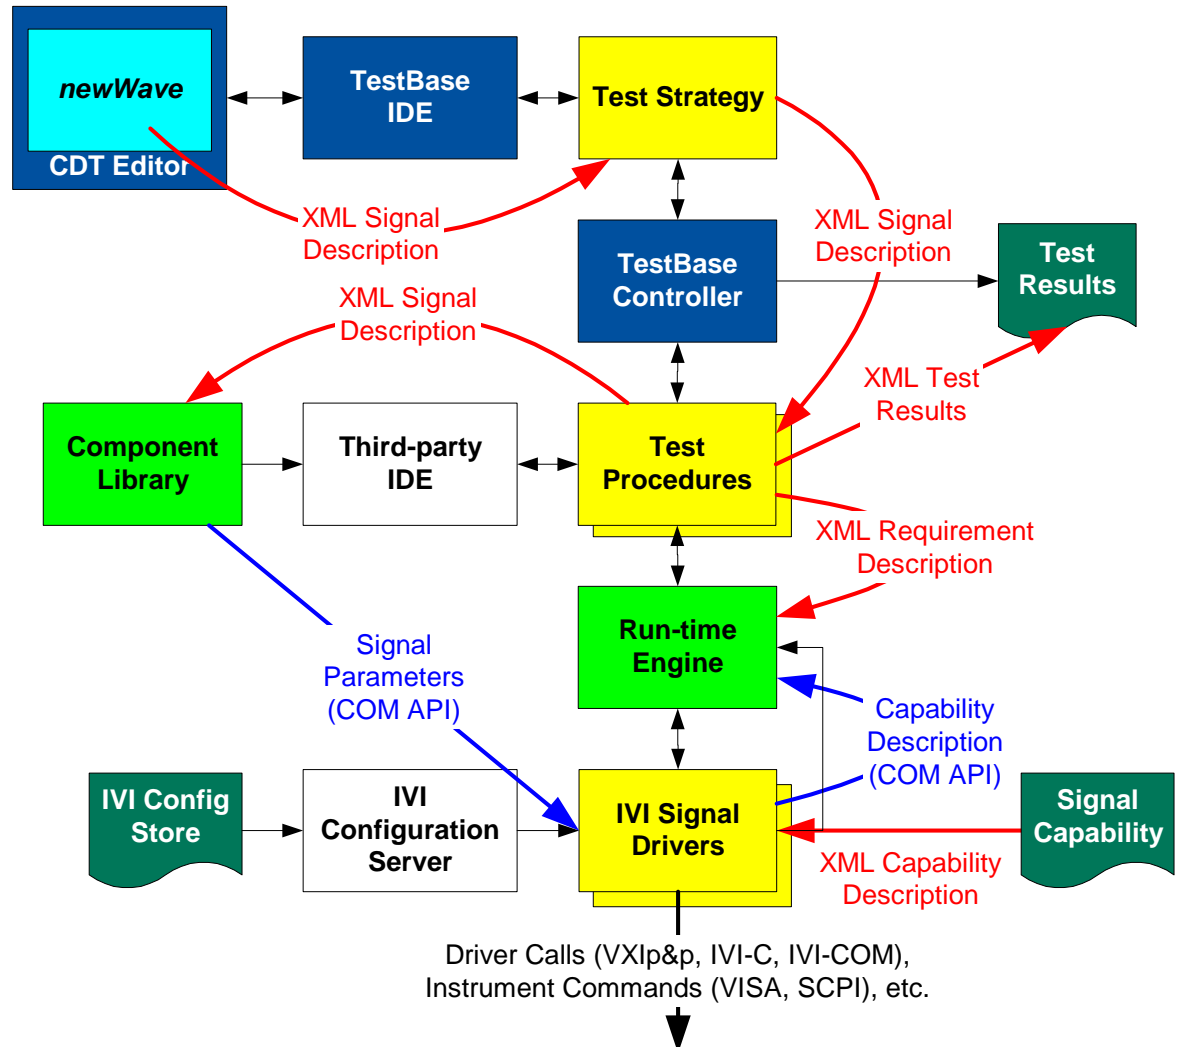 newWave
CDT Editor
TestBase
IDE
Test Strategy
XML Signal
Description
XML Signal
Description
TestBase
Controller
Test
Results
XML Signal
Description
XML Test
Results
Component
Library
Third-party
IDE
Test
Procedures
XML Requirement
Description
Run-time
Engine
Signal
Parameters
(COM API)
Capability
Description
(COM API)
IVI Config
Store
IVI
Configuration
Server
IVI Signal
Drivers
Signal
Capability
XML Capability
Description
Driver Calls (VXIp&p, IVI-C, IVI-COM),
Instrument Commands (VISA, SCPI), etc.